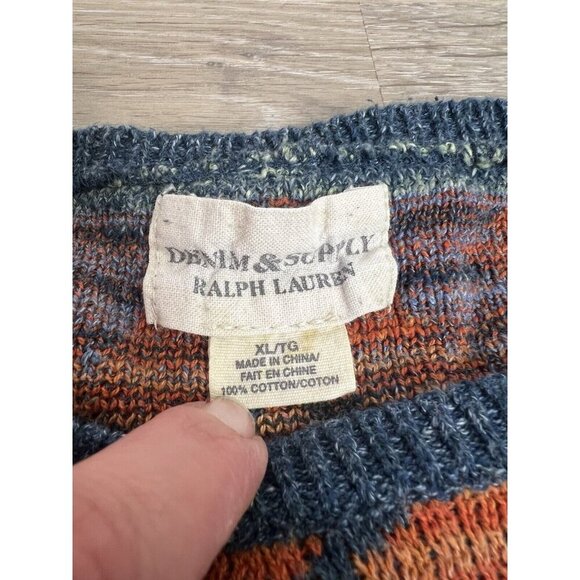 DENIM & SUPPLY
RALPH LAUREN
XL/TG
MADE IN CHINA/
FAIT EN CHINE
100% COTTON/COTON